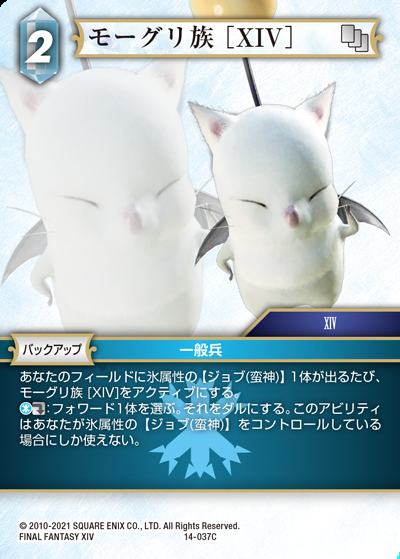 2
モーグリ族 [XIV]
XIV
バックアップ
一般兵
あなたのフィールドに氷属性の【ジョブ(蛮神)】1体が出るたび、
モーグリ族 [XIV]をアクティブにする。
:フォワード1体を選ぶ。それをダルにする。このアビリティ
はあなたが氷属性の【ジョブ(蛮神)】をコントロールしている
場合にしか使えない。
© 2010-2021 SQUARE ENIX CO., LTD. All Rights Reserved.
FINAL FANTASY XIV
14-037C